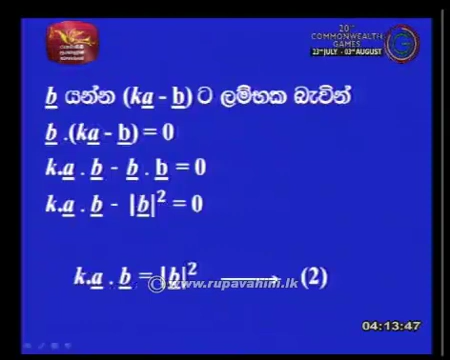 20th
COMMONWEALTH
GAMES
23rd JULY - 03rd AUGUST
b යන්න (ka - b) ට ලම්භක බැවින්
b .(ka - b) = 0
k.a . b - b . b = 0
k.a . b - |b|² = 0
k.a . b = |b|² ⟶ (2)
© www.rupavahini.lk
04:13:47